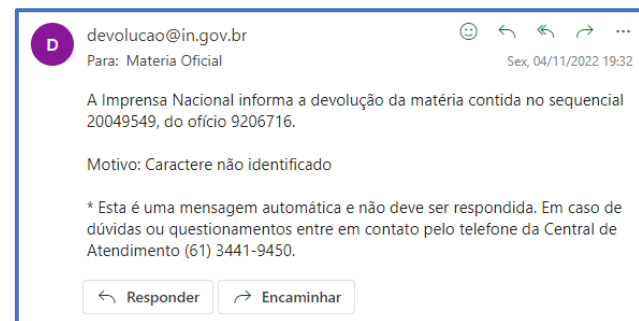 D
devolucao@in.gov.br
Para: Materia Oficial
Sex, 04/11/2022 19:32
A Imprensa Nacional informa a devolução da matéria contida no sequencial
20049549, do ofício 9206716.
Motivo: Caractere não identificado
* Esta é uma mensagem automática e não deve ser respondida. Em caso de
dúvidas ou questionamentos entre em contato pelo telefone da Central de
Atendimento (61) 3441-9450.
Responder
Encaminhar